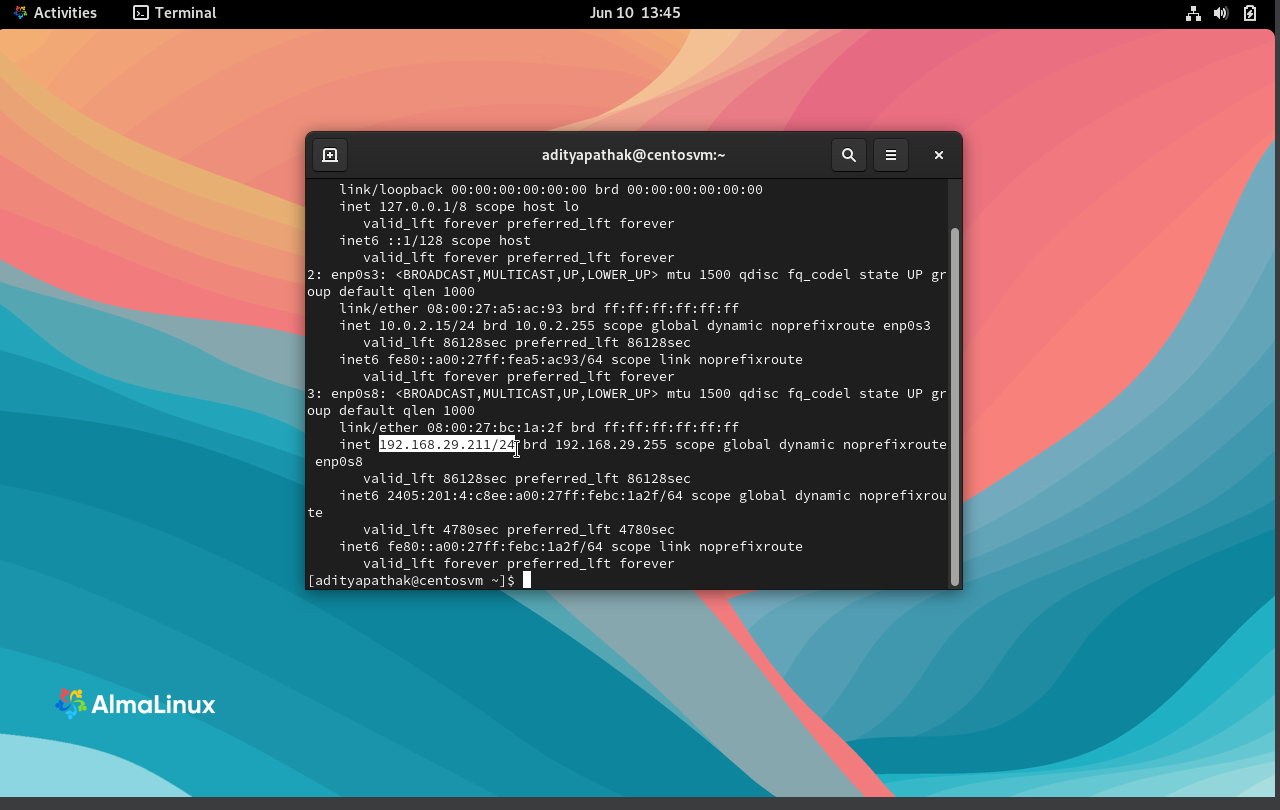 Activities Terminal Jun 10 13:45
adityapathak@centosvm:~
link/loopback 00:00:00:00:00:00 brd 00:00:00:00:00:00
inet 127.0.0.1/8 scope host lo
valid_lft forever preferred_lft forever
inet6 ::1/128 scope host
valid_lft forever preferred_lft forever
2: enp0s3: <BROADCAST,MULTICAST,UP,LOWER_UP> mtu 1500 qdisc fq_codel state UP gr
oup default qlen 1000
link/ether 08:00:27:a5:ac:93 brd ff:ff:ff:ff:ff:ff
inet 10.0.2.15/24 brd 10.0.2.255 scope global dynamic noprefixroute enp0s3
valid_lft 86128sec preferred_lft 86128sec
inet6 fe80::a00:27ff:fea5:ac93/64 scope link noprefixroute
valid_lft forever preferred_lft forever
3: enp0s8: <BROADCAST,MULTICAST,UP,LOWER_UP> mtu 1500 qdisc fq_codel state UP gr
oup default qlen 1000
link/ether 08:00:27:bc:1a:2f brd ff:ff:ff:ff:ff:ff
inet 192.168.29.211/24 brd 192.168.29.255 scope global dynamic noprefixroute
enp0s8
valid_lft 86128sec preferred_lft 86128sec
inet6 2405:201:4:c8ee:a00:27ff:febc:1a2f/64 scope global dynamic noprefixrou
te
valid_lft 4780sec preferred_lft 4780sec
inet6 fe80::a00:27ff:febc:1a2f/64 scope link noprefixroute
valid_lft forever preferred_lft forever
[adityapathak@centosvm ~]$
AlmaLinux